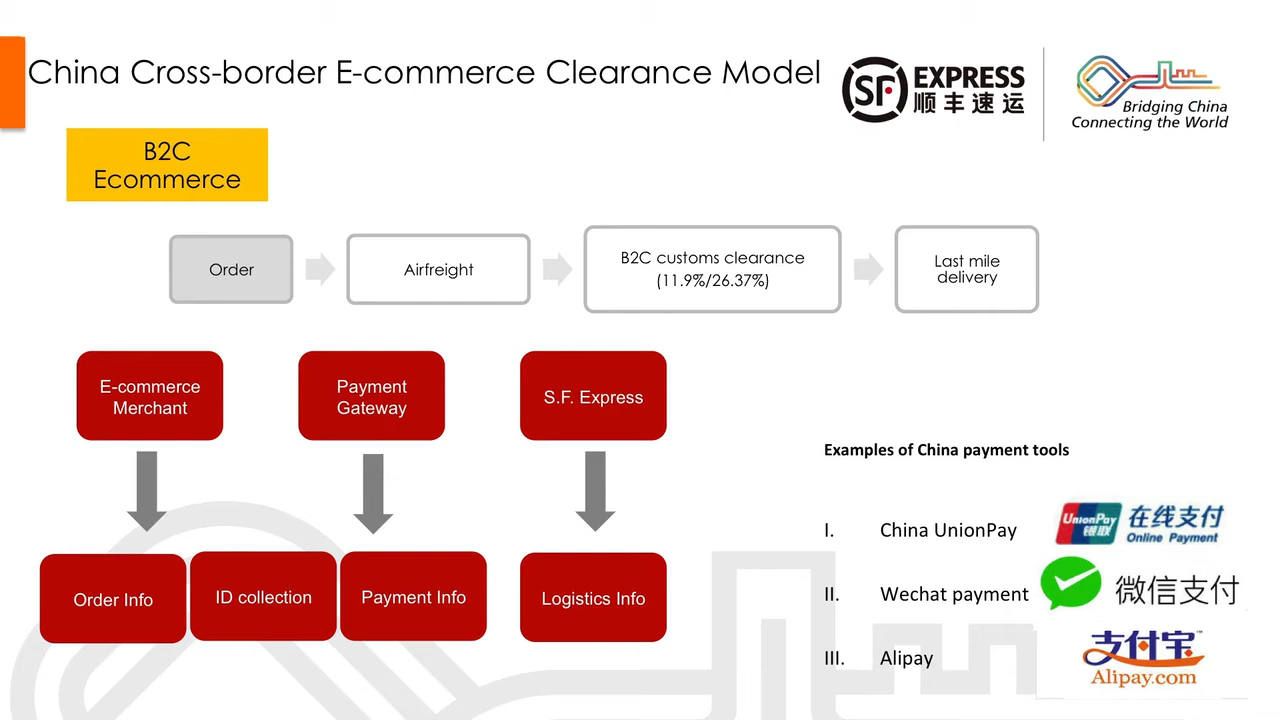 China Cross-border E-commerce Clearance Model
SF EXPRESS
顺丰速运
Bridging China
Connecting the World
B2C
Ecommerce
Order
Airfreight
B2C customs clearance
(11.9%/26.37%)
Last mile
delivery
E-commerce
Merchant
Payment
Gateway
S.F. Express
Order Info
ID collection
Payment Info
Logistics Info
Examples of China payment tools
I. China UnionPay
UnionPay
银联
在线支付
Online Payment
II. Wechat payment
微信支付
III. Alipay
支付宝™
Alipay.com